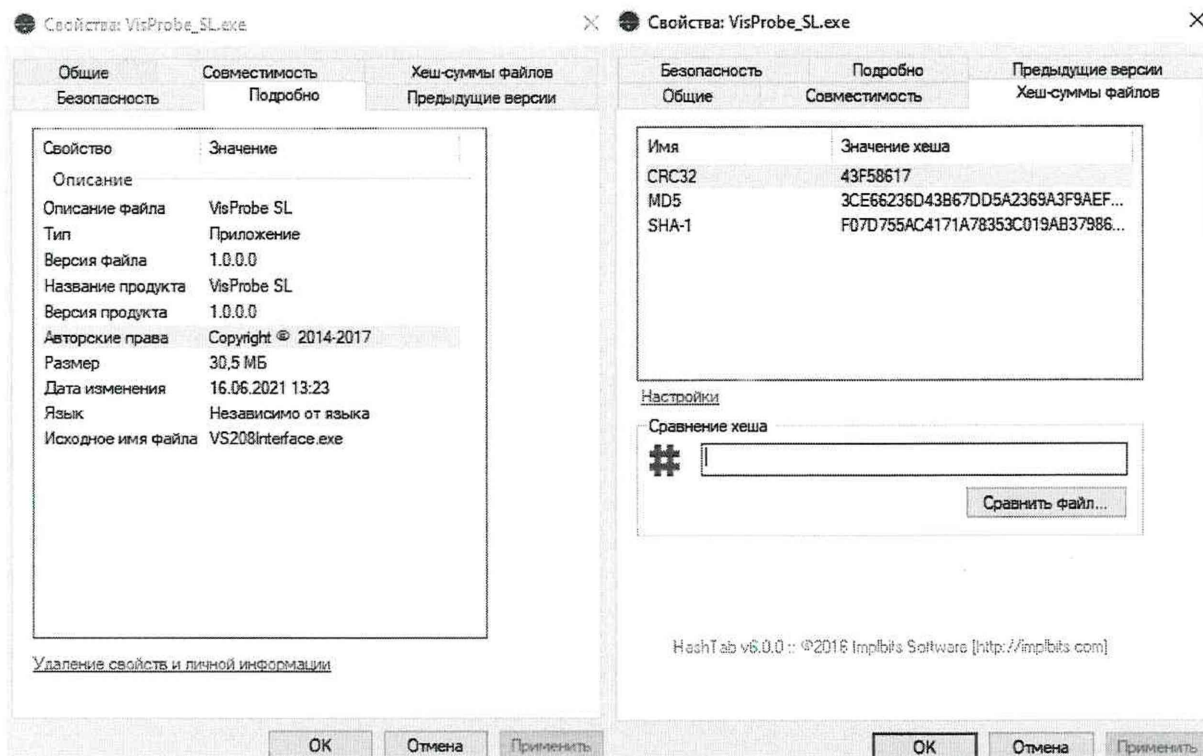 Свойства: VisProbe_SL.exe
Общие Совместимость Хеш-суммы файлов
Безопасность Подробно Предыдущие версии
Свойство Значение
Описание
Описание файла VisProbe SL
Тип Приложение
Версия файла 1.0.0.0
Название продукта VisProbe SL
Версия продукта 1.0.0.0
Авторские права Copyright © 2014-2017
Размер 30,5 МБ
Дата изменения 16.06.2021 13:23
Язык Независимо от языка
Исходное имя файла VS208Interface.exe
Удаление свойств и личной информации
ОК Отмена Применить
Свойства: VisProbe_SL.exe
Безопасность Подробно Предыдущие версии
Общие Совместимость Хеш-суммы файлов
Имя Значение хеша
CRC32 43F58617
MD5 3CE66236D43B67DD5A2369A3F9AEF...
SHA-1 F07D755AC4171A78353C019AB37986...
Настройки
Сравнение хеша
#
Сравнить файл...
HashTab v6.0.0 :: ©2016 Implbits Software [http://implbits.com]
ОК Отмена Применить